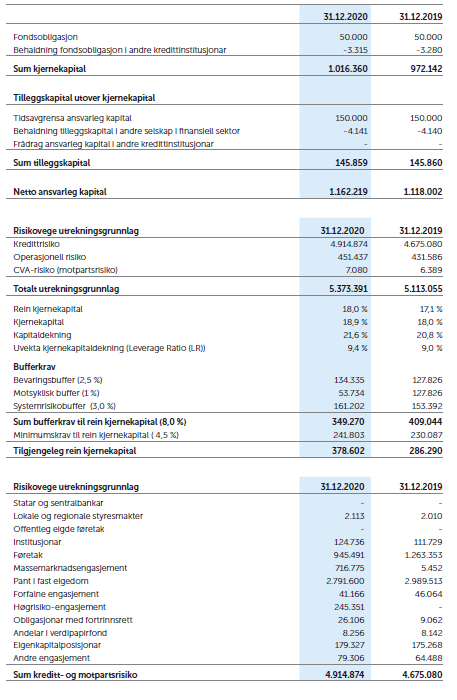 31.12.2020 31.12.2019
Fondsobligasjon 50.000 50.000
Behaldning fondsobligasjon i andre kredittinstitusjonar -3.315 -3.280
Sum kjernekapital 1.016.360 972.142
Tilleggskapital utover kjernekapital
Tidsavgrensa ansvarleg kapital 150.000 150.000
Behaldning tilleggskapital i andre selskap i finansiell sektor -4.141 -4.140
Frådrag ansvarleg kapital i andre kredittinstitusjonar - -
Sum tilleggskapital 145.859 145.860
Netto ansvarleg kapital 1.162.219 1.118.002
Risikovege utrekningsgrunnlag 31.12.2020 31.12.2019
Kredittrisiko 4.914.874 4.675.080
Operasjonell risiko 451.437 431.586
CVA-risiko (motpartsrisiko) 7.080 6.389
Totalt utrekningsgrunnlag 5.373.391 5.113.055
Rein kjernekapital 18,0 % 17,1 %
Kjernekapital 18,9 % 18,0 %
Kapitaldekning 21,6 % 20,8 %
Uvekta kjernekapitaldekning (Leverage Ratio (LR)) 9,4 % 9,0 %
Bufferkrav
Bevaringsbuffer (2,5 %) 134.335 127.826
Motsyklisk buffer (1 %) 53.734 127.826
Systemrisikobuffer (3,0 %) 161.202 153.392
Sum bufferkrav til rein kjernekapital (8,0 %) 349.270 409.044
Minimumskrav til rein kjernekapital ( 4,5 %) 241.803 230.087
Tilgjengeleg rein kjernekapital 378.602 286.290
Risikovege utrekningsgrunnlag 31.12.2020 31.12.2019
Statar og sentralbankar - -
Lokale og regionale styresmakter 2.113 2.010
Offentleg eigde føretak - -
Institusjonar 124.736 111.729
Føretak 945.491 1.263.353
Massemarknadsengasjement 716.775 5.452
Pant i fast eigedom 2.791.600 2.989.513
Forfalne engasjement 41.166 46.064
Høgrisiko-engasjement 245.351 -
Obligasjonar med fortrinnsrett 26.106 9.062
Andelar i verdipapirfond 8.256 8.142
Eigenkapitalposisjonar 179.327 175.268
Andre engasjement 79.306 64.488
Sum kreditt- og motpartsrisiko 4.914.874 4.675.080